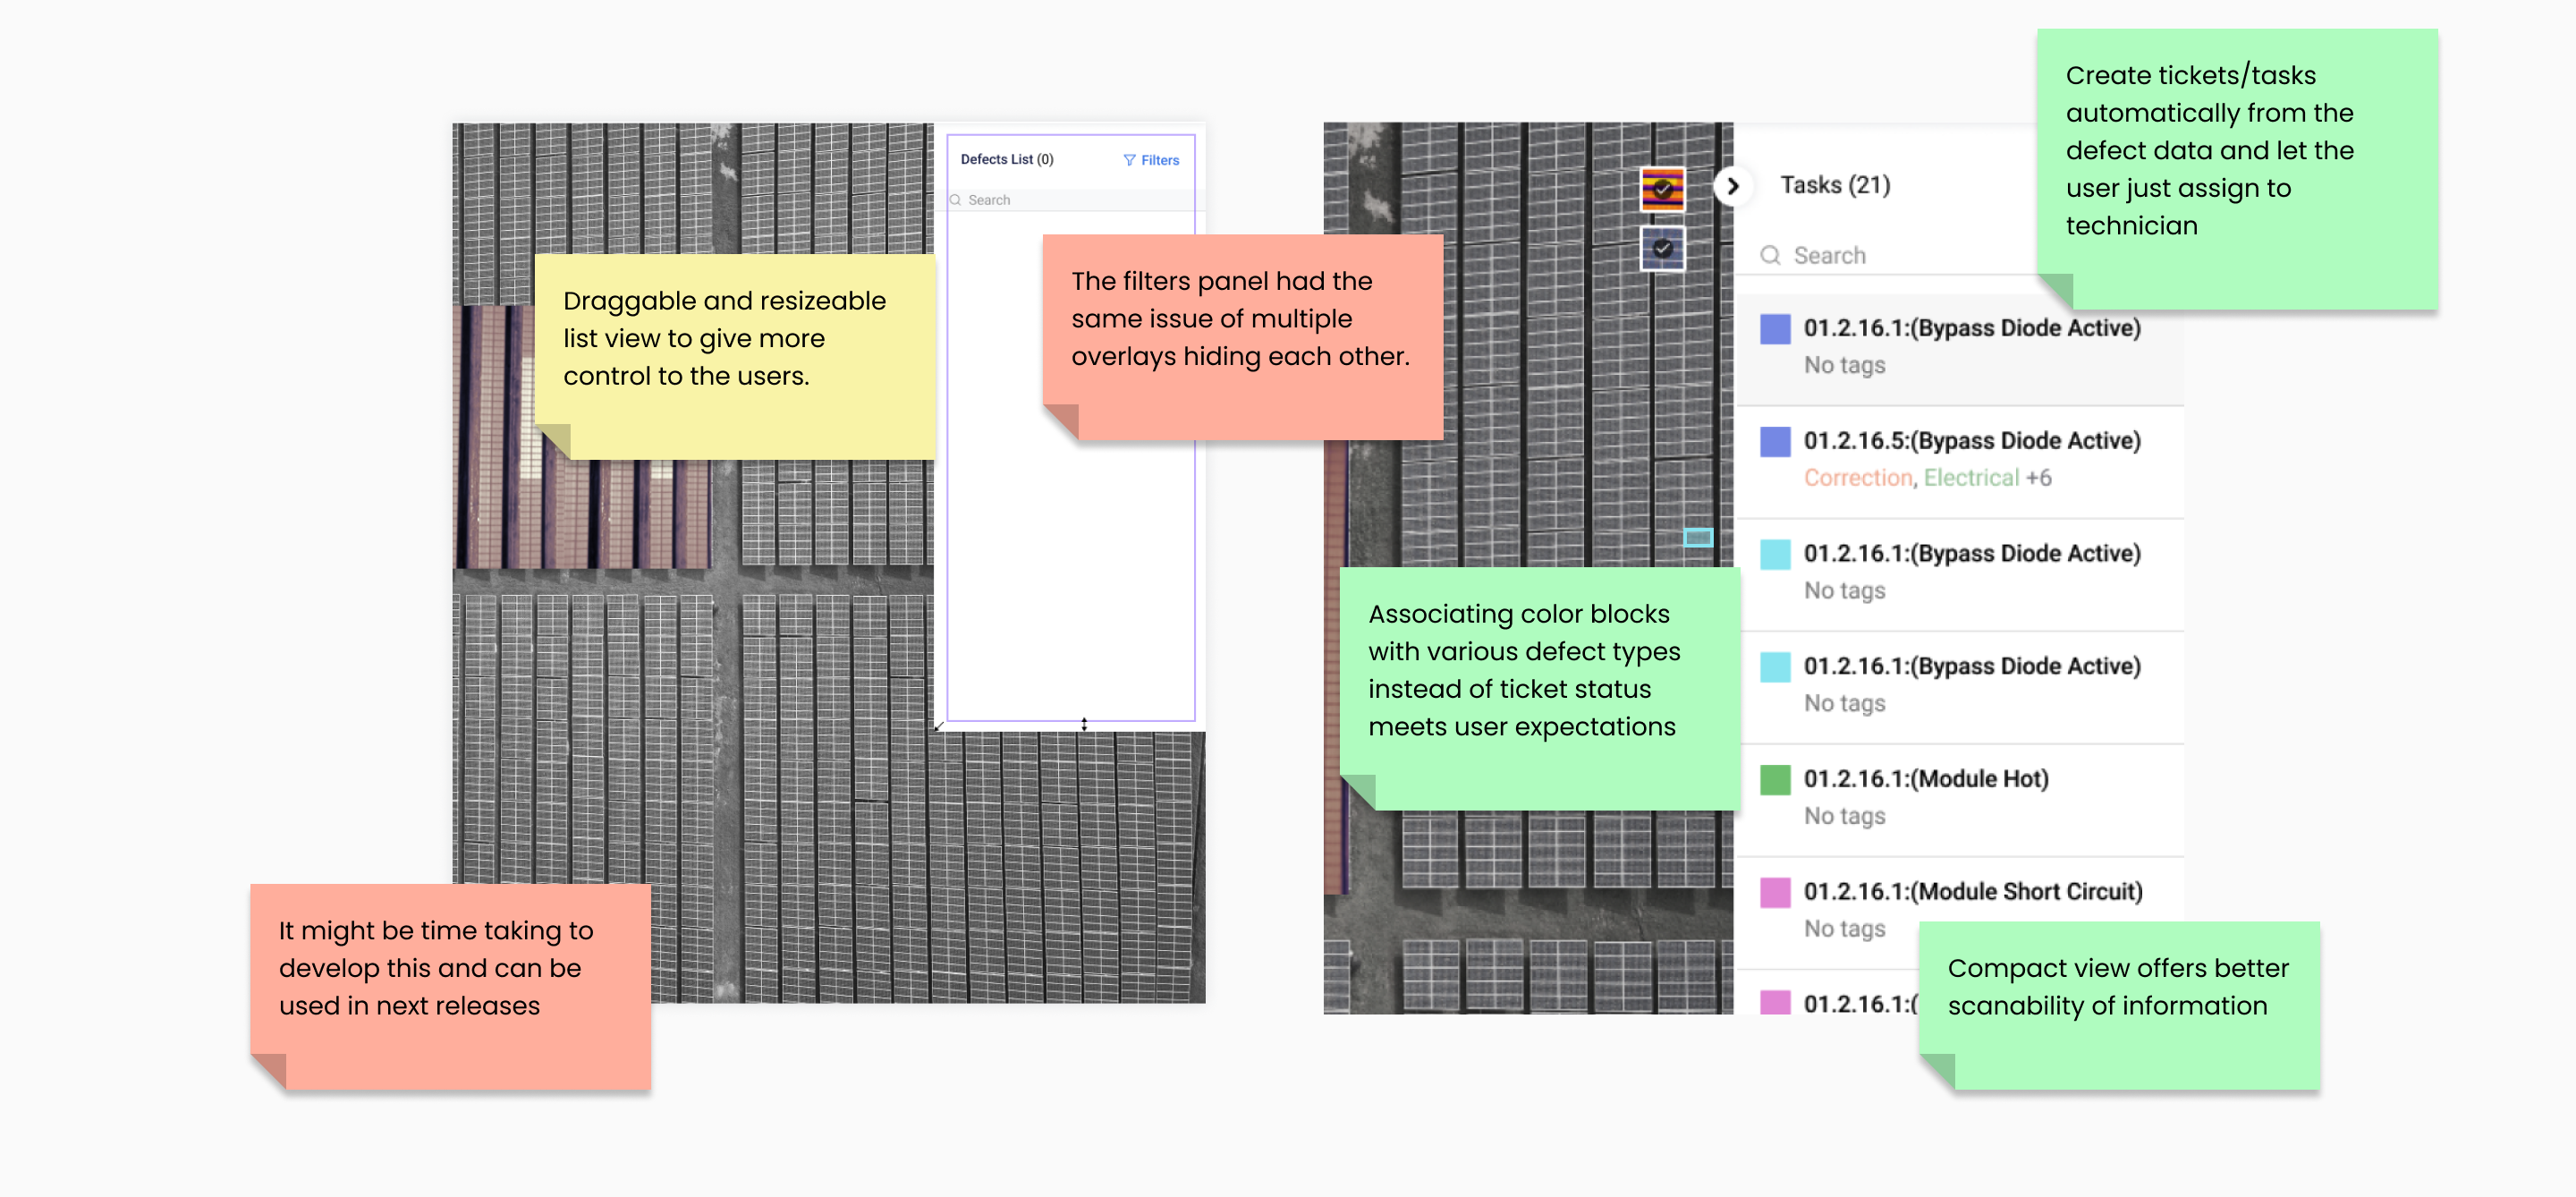 Create tickets/tasks
automatically from the
defect data and let the
user just assign to
technician
Defects List (0)
Filters
Search
Draggable and resizeable
list view to give more
control to the users.
The filters panel had the
same issue of multiple
overlays hiding each other.
Tasks (21)
Search
01.2.16.1:(Bypass Diode Active)
No tags
01.2.16.5:(Bypass Diode Active)
Correction, Electrical +6
01.2.16.1:(Bypass Diode Active)
No tags
01.2.16.1:(Bypass Diode Active)
No tags
01.2.16.1:(Module Hot)
No tags
01.2.16.1:(Module Short Circuit)
No tags
01.2.16.1:(
Associating color blocks
with various defect types
instead of ticket status
meets user expectations
It might be time taking to
develop this and can be
used in next releases
Compact view offers better
scanability of information